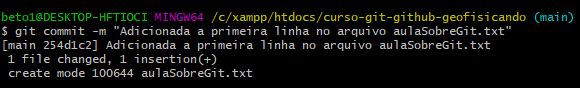 beto1@DESKTOP-HFTIOCI MINGW64 /c/xampp/htdocs/curso-git-github-geofisicando (main)
$ git commit -m "Adicionada a primeira linha no arquivo aulaSobreGit.txt"
[main 254d1c2] Adicionada a primeira linha no arquivo aulaSobreGit.txt
 1 file changed, 1 insertion(+)
 create mode 100644 aulaSobreGit.txt